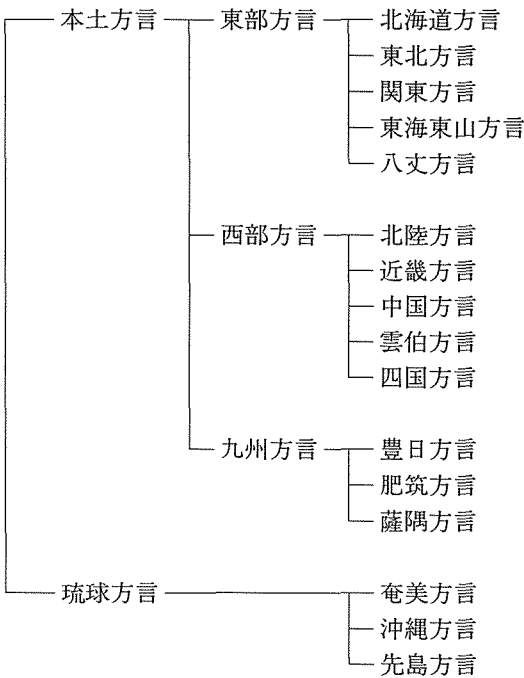 本土方言 東部方言 北海道方言
東北方言
関東方言
東海東山方言
八丈方言
西部方言 北陸方言
近畿方言
中国方言
雲伯方言
四国方言
九州方言 豊日方言
肥筑方言
薩隅方言
琉球方言 奄美方言
沖縄方言
先島方言